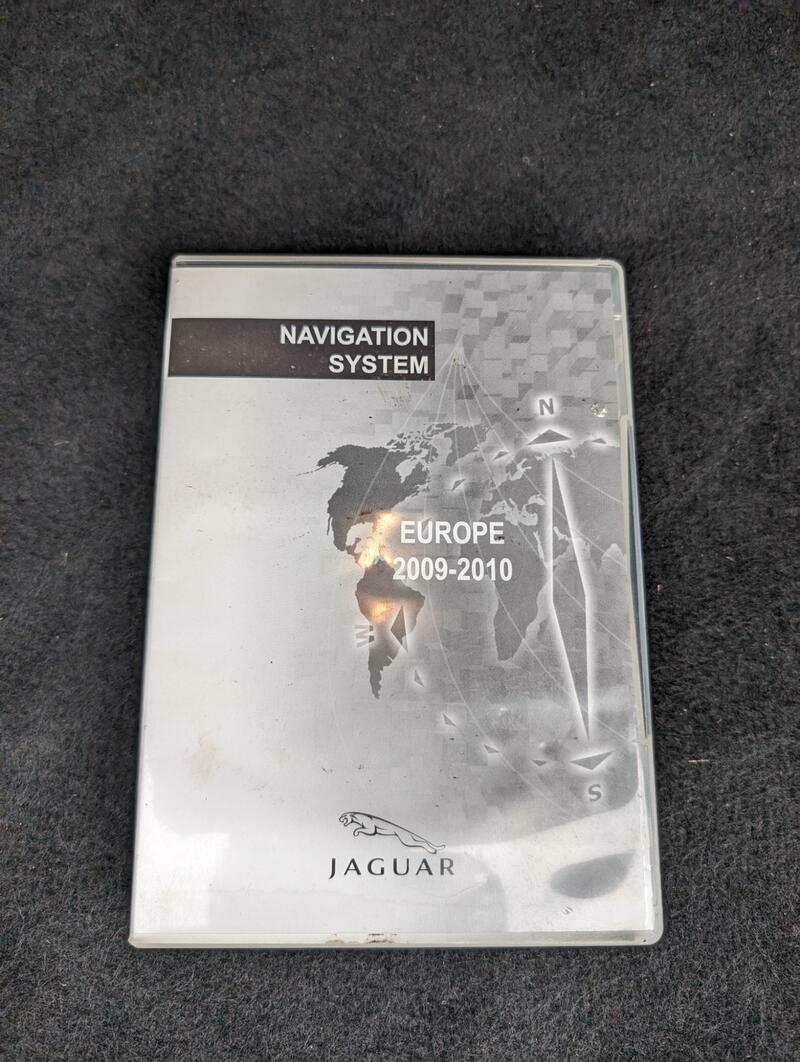 NAVIGATION
SYSTEM
N
EUROPE
2009-2010
W
S
JAGUAR